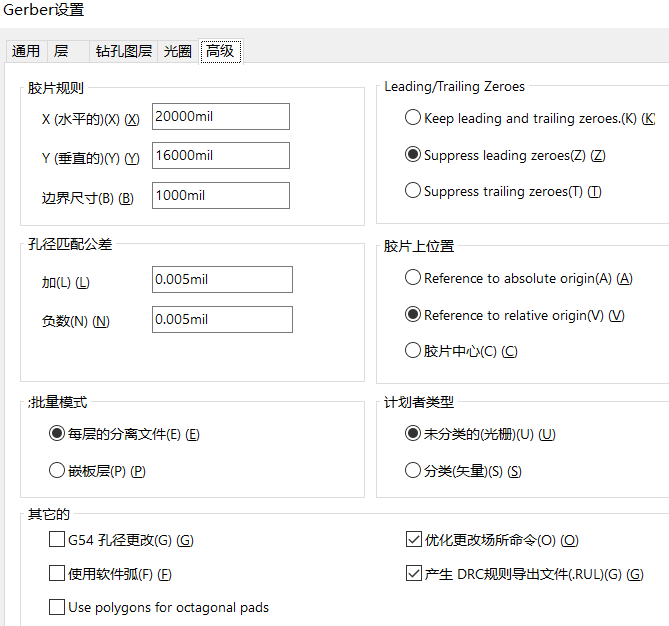 Gerber设置
通用 层 钻孔图层 光圈 高级
胶片规则
X (水平的)(X) (X) 20000mil
Y (垂直的)(Y) (Y) 16000mil
边界尺寸(B) (B) 1000mil
Leading/Trailing Zeroes
Keep leading and trailing zeroes.(K) (K)
Suppress leading zeroes(Z) (Z)
Suppress trailing zeroes(T) (T)
孔径匹配公差
加(L) (L) 0.005mil
负数(N) (N) 0.005mil
胶片上位置
Reference to absolute origin(A) (A)
Reference to relative origin(V) (V)
胶片中心(C) (C)
;批量模式
每层的分离文件(E) (E)
嵌板层(P) (P)
计划者类型
未分类的(光栅)(U) (U)
分类(矢量)(S) (S)
其它的
G54 孔径更改(G) (G)
使用软件弧(F) (F)
Use polygons for octagonal pads
优化更改场所命令(O) (O)
产生 DRC规则导出文件(.RUL)(G) (G)